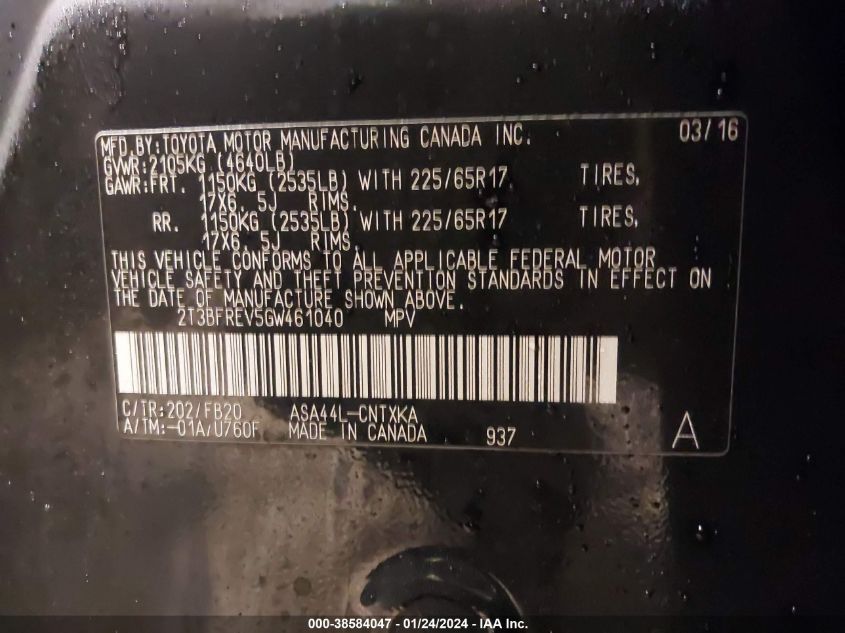 MFD.BY:TOYOTA MOTOR MANUFACTURING CANADA INC. 03/16
GVWR:2105KG (4640LB)
GAWR:FRT. 1150KG (2535LB) WITH 225/65R17 TIRES,
17X6. 5J RIMS.
RR. 1150KG (2535LB) WITH 225/65R17 TIRES,
17X6. 5J RIMS
THIS VEHICLE CONFORMS TO ALL APPLICABLE FEDERAL MOTOR
VEHICLE SAFETY AND THEFT PREVENTION STANDARDS IN EFFECT ON
THE DATE OF MANUFACTURE SHOWN ABOVE.
2T3BFREV5GW461040 MPV
C/TR:202/FB20 ASA44L-CNTXKA
A/TM:-01A/U760F MADE IN CANADA 937 A
000-38584047 - 01/24/2024 - IAA Inc.